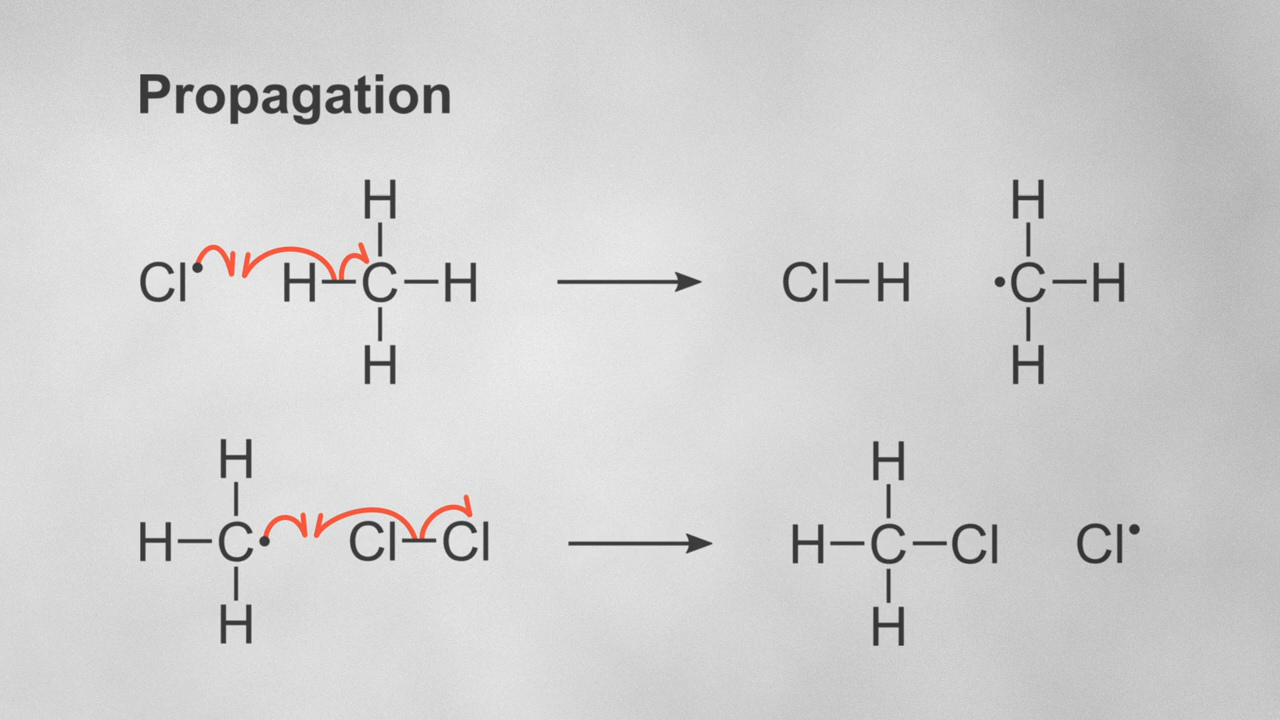 Propagation
H H
Cl• H–C–H Cl–H •C–H
H H
H H
H–C• Cl–Cl H–C–Cl Cl•
H H